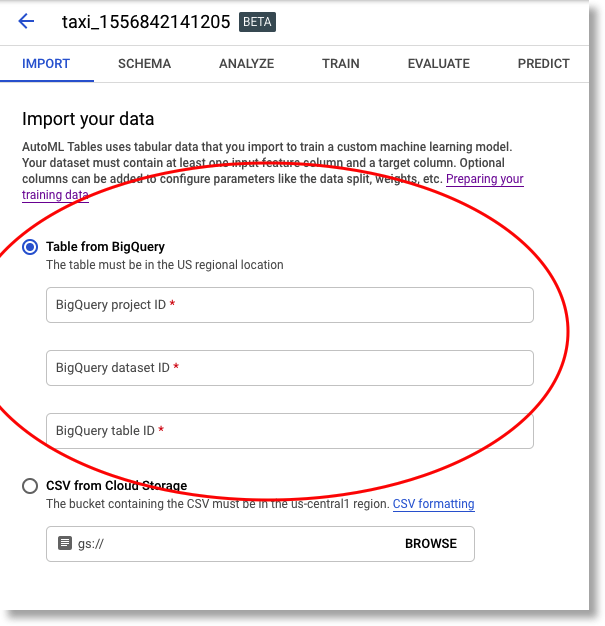 taxi_1556842141205 BETA
IMPORT SCHEMA ANALYZE TRAIN EVALUATE PREDICT
Import your data
AutoML Tables uses tabular data that you import to train a custom machine learning model.
Your dataset must contain at least one input feature column and a target column. Optional
columns can be added to configure parameters like the data split, weights, etc. Preparing your
training data
Table from BigQuery
The table must be in the US regional location
BigQuery project ID *
BigQuery dataset ID *
BigQuery table ID *
CSV from Cloud Storage
The bucket containing the CSV must be in the us-central1 region. CSV formatting
gs:// BROWSE